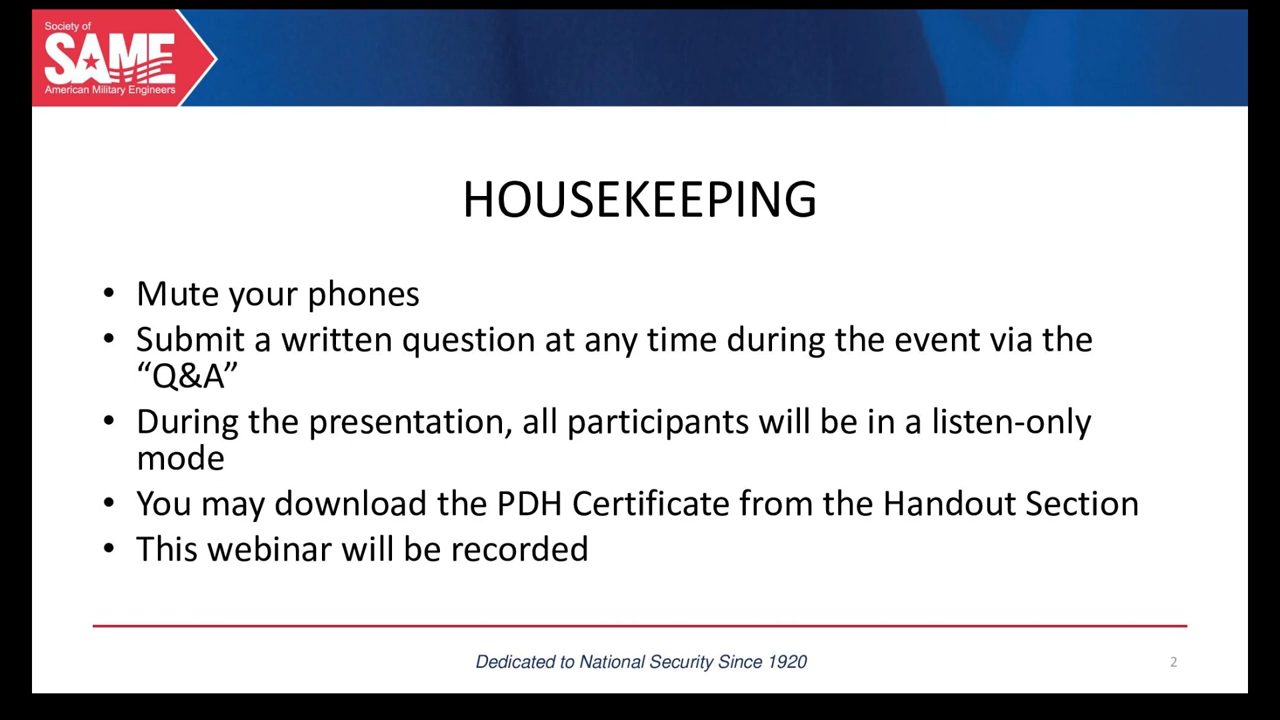 Society of
SAME
American Military Engineers
HOUSEKEEPING
• Mute your phones
• Submit a written question at any time during the event via the
“Q&A”
• During the presentation, all participants will be in a listen-only
mode
• You may download the PDH Certificate from the Handout Section
• This webinar will be recorded
Dedicated to National Security Since 1920
2